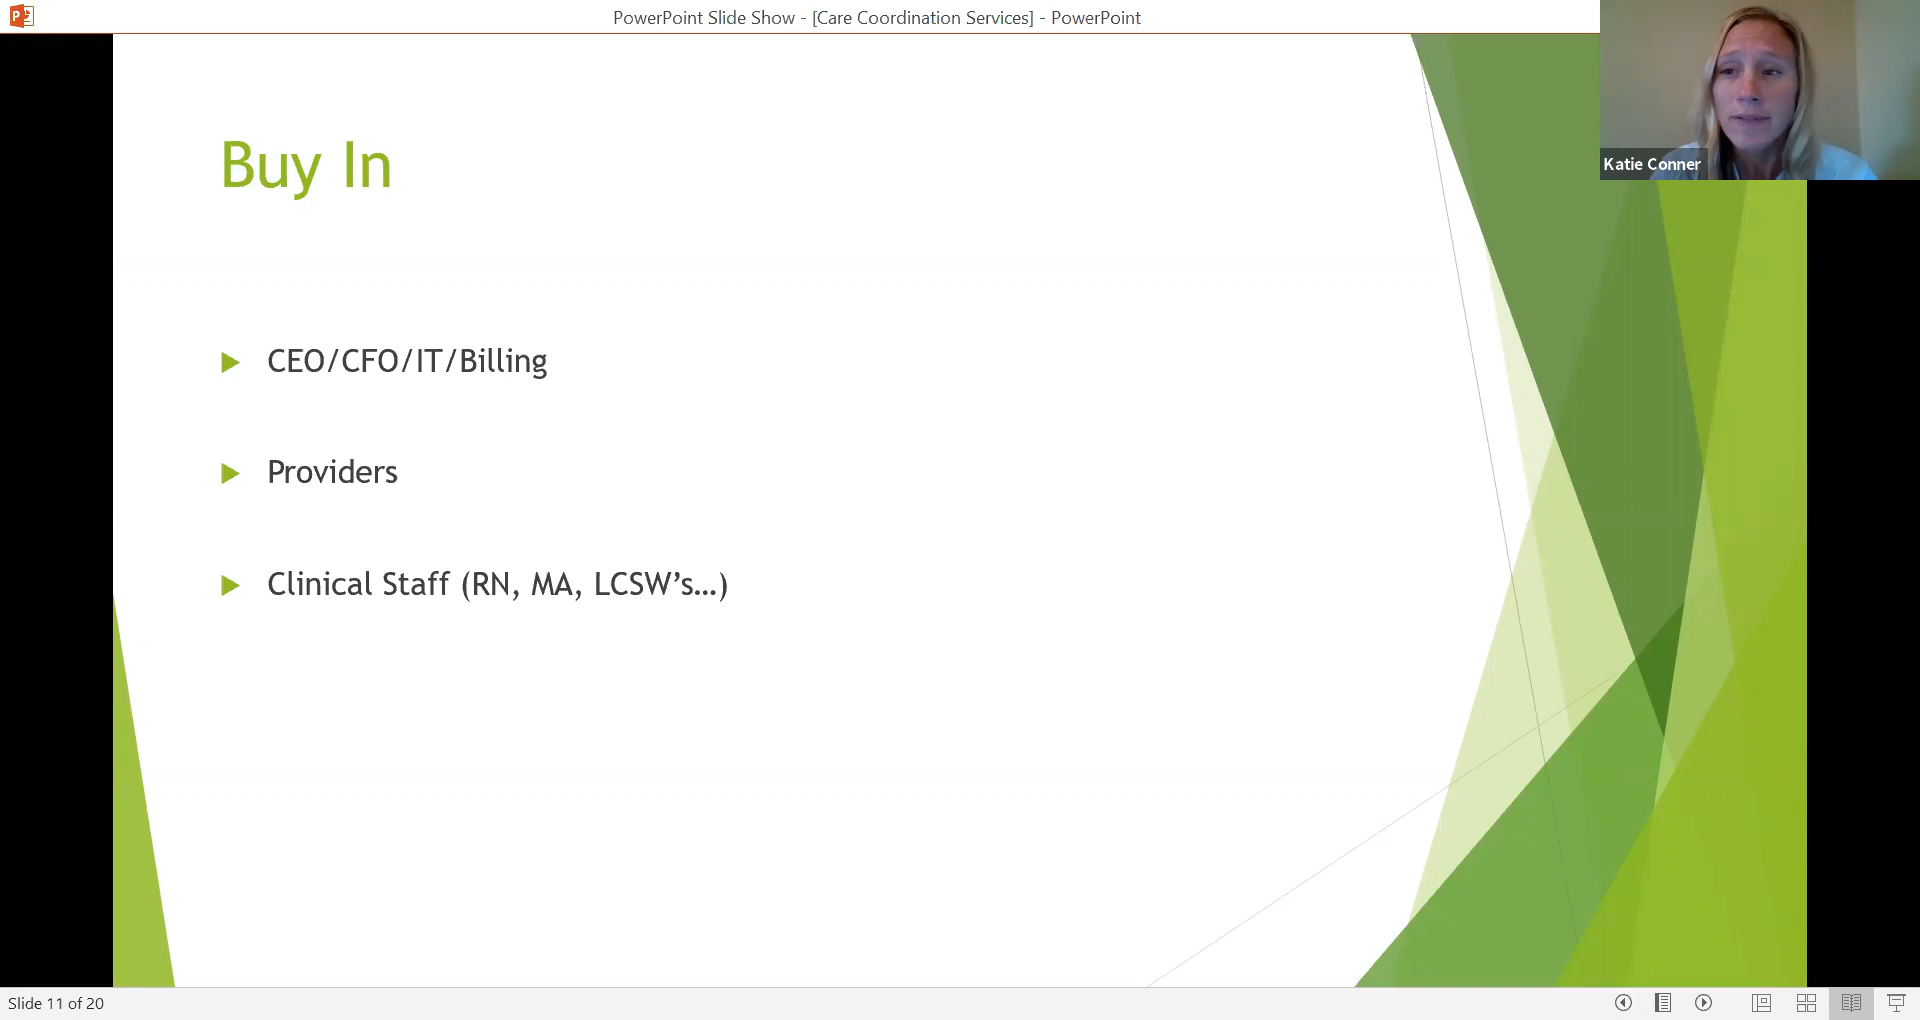 PowerPoint Slide Show - [Care Coordination Services] - PowerPoint
Katie Conner
Buy In
CEO/CFO/IT/Billing
Providers
Clinical Staff (RN, MA, LCSW’s…)
Slide 11 of 20